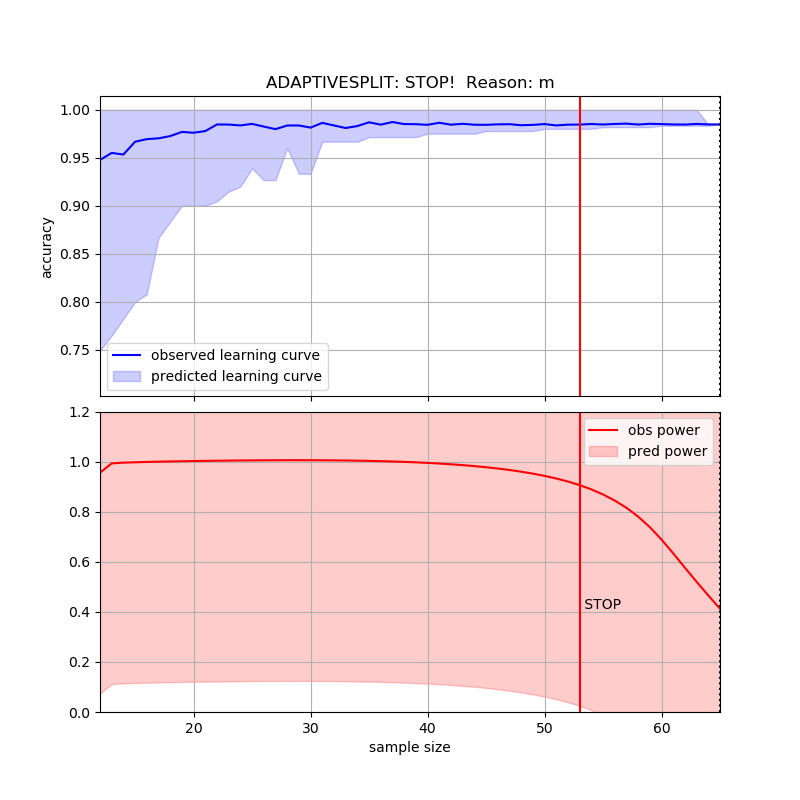 ADAPTIVESPLIT: STOP!  Reason: m
1.00
0.95
0.90
0.85
0.80
0.75
accuracy
observed learning curve
predicted learning curve
1.2
1.0
0.8
0.6
0.4
0.2
0.0
obs power
pred power
STOP
20 30 40 50 60
sample size